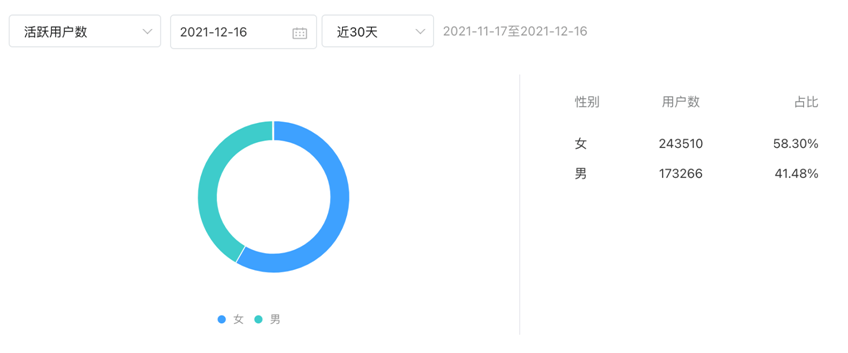 活跃用户数 2021-12-16 近30天 2021-11-17至2021-12-16
性别 用户数 占比
女 243510 58.30%
男 173266 41.48%
女 男